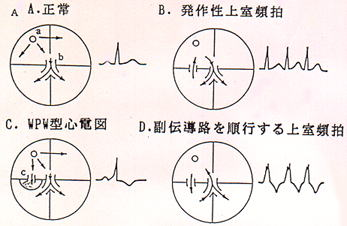 A A.正常
B. 発作性上室頻拍
a
b
C. WPW型心電図
D.副伝導路を順行する上室頻拍
c